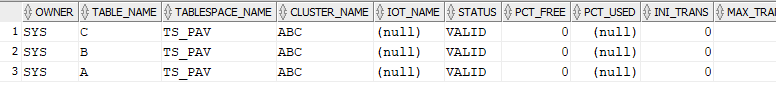 OWNER TABLE_NAME TABLESPACE_NAME CLUSTER_NAME IOT_NAME STATUS PCT_FREE PCT_USED INI_TRANS MAX_TRA
1 SYS C TS_PAV ABC (null) VALID 0 (null) 0
2 SYS B TS_PAV ABC (null) VALID 0 (null) 0
3 SYS A TS_PAV ABC (null) VALID 0 (null) 0